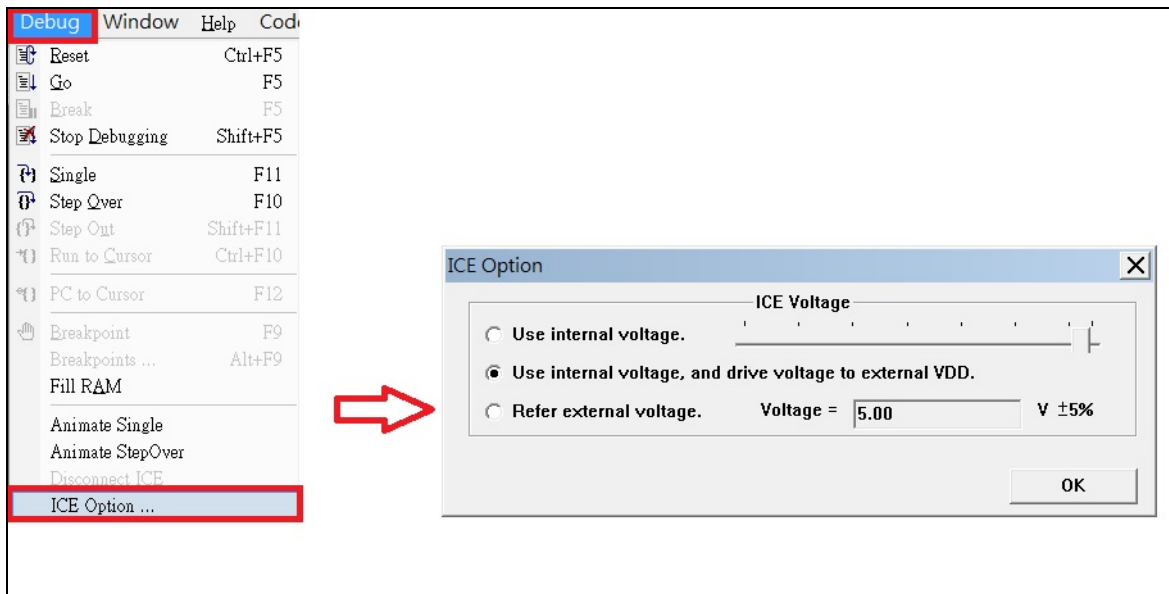 Debug Window Help Cod
Reset Ctrl+F5
Go F5
Break F5
Stop Debugging Shift+F5
Single F11
Step Over F10
Step Out Shift+F11
Run to Cursor Ctrl+F10
PC to Cursor F12
Breakpoint F9
Breakpoints ... Alt+F9
Fill RAM
Animate Single
Animate StepOver
Disconnect ICE
ICE Option ...
ICE Option
ICE Voltage
Use internal voltage.
Use internal voltage, and drive voltage to external VDD.
Refer external voltage. Voltage = 5.00 V ±5%
OK